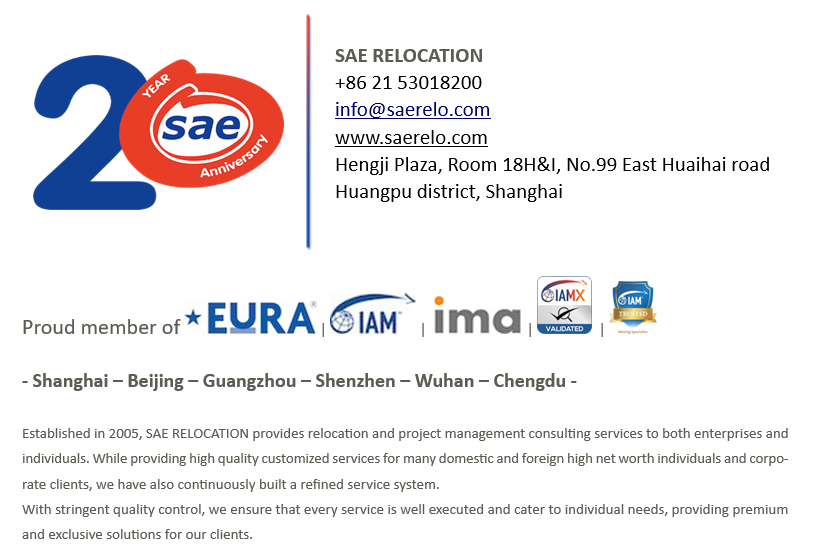 20
YEAR
sae
Anniversary
SAE RELOCATION
+86 21 53018200
info@saerelo.com
www.saerelo.com
Hengji Plaza, Room 18H&I, No.99 East Huaihai road
Huangpu district, Shanghai
Proud member of EURA® | IAM™ | ima | IAMX VALIDATED | IAM TRUSTED
- Shanghai – Beijing – Guangzhou – Shenzhen – Wuhan – Chengdu -
Established in 2005, SAE RELOCATION provides relocation and project management consulting services to both enterprises and
individuals. While providing high quality customized services for many domestic and foreign high net worth individuals and corpo-
rate clients, we have also continuously built a refined service system.
With stringent quality control, we ensure that every service is well executed and cater to individual needs, providing premium
and exclusive solutions for our clients.